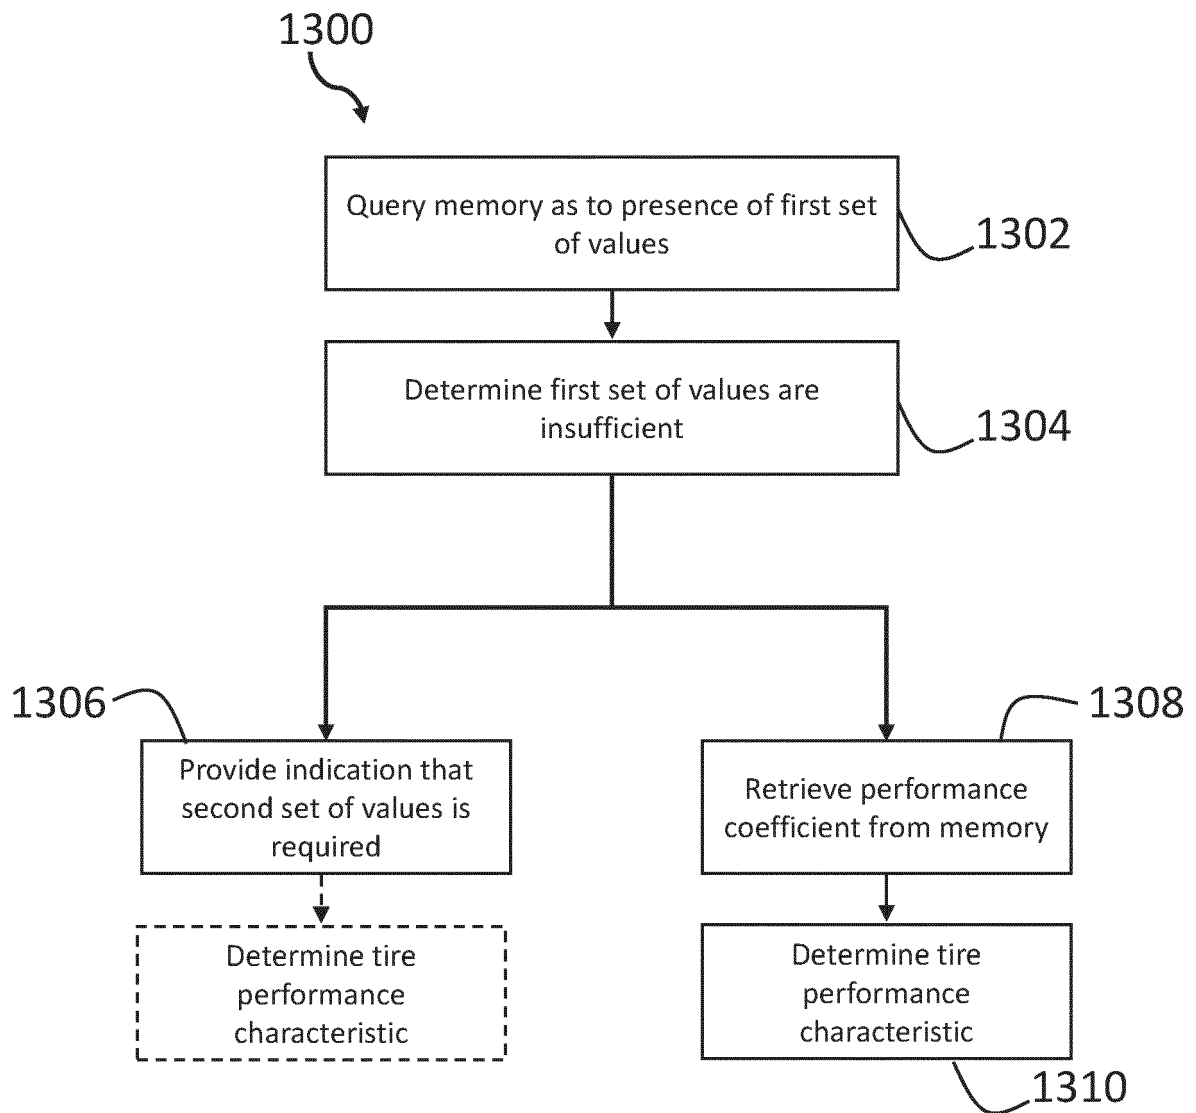 1300
Query memory as to presence of first set
of values
1302
Determine first set of values are
insufficient
1304
1306
Provide indication that
second set of values is
required
1308
Retrieve performance
coefficient from memory
Determine tire
performance
characteristic
Determine tire
performance
characteristic
1310